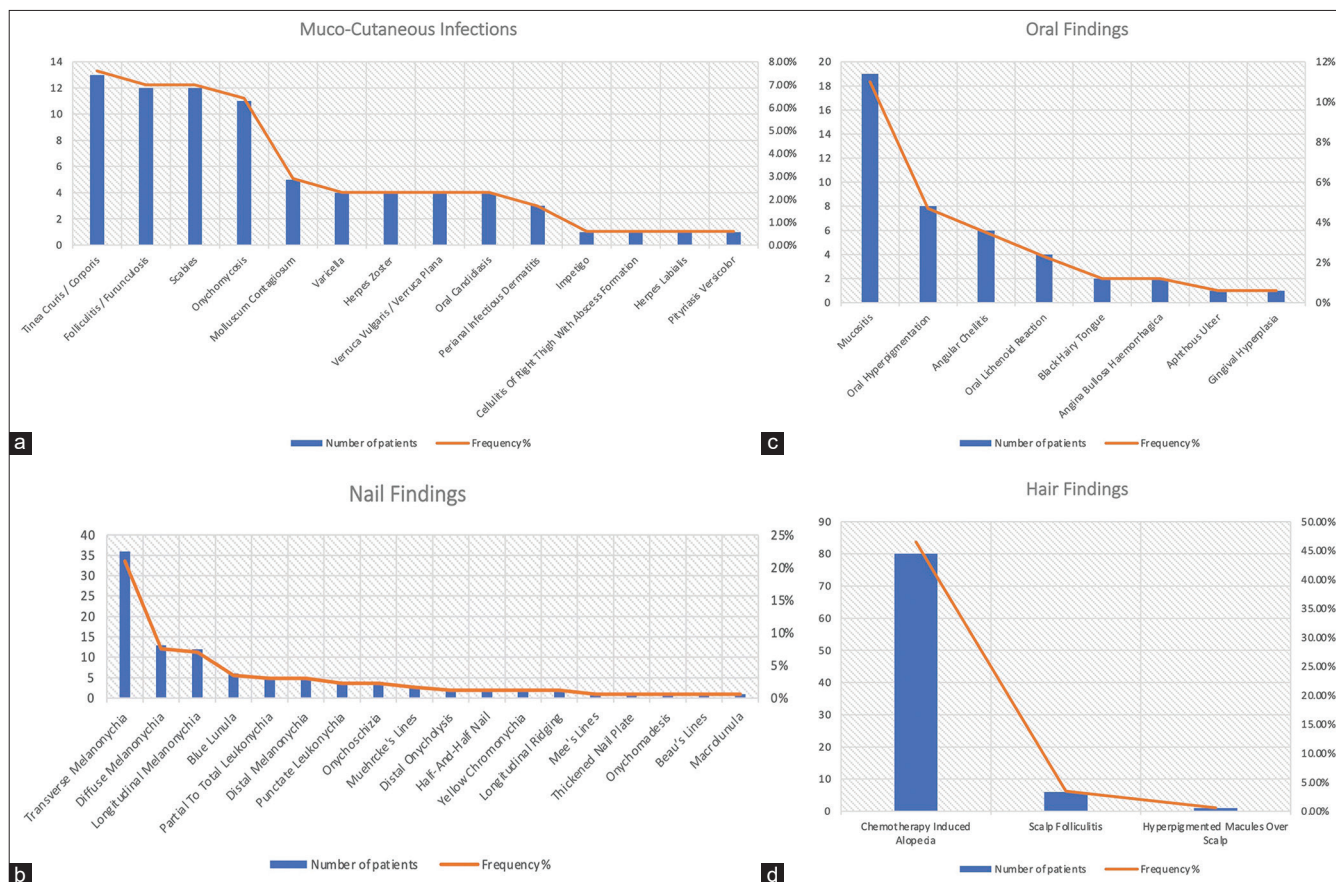 Muco-Cutaneous Infections
14
12
10
8
6
4
2
0
8.00%
7.00%
6.00%
5.00%
4.00%
3.00%
2.00%
1.00%
0.00%
Tinea Cruris / Corporis
Folliculitis / Furunculosis
Scabies
Onychomycosis
Molluscum Contagiosum
Varicella
Herpes Zoster
Verruca Vulgaris / Verruca Plana
Oral Candidiasis
Perianal Infectious Dermatitis
Impetigo
Cellulitis Of Right Thigh With Abscess Formation
Herpes Labialis
Pityriasis Versicolor
Number of patients
Frequency%
a
Oral Findings
20
18
16
14
12
10
8
6
4
2
0
12%
10%
8%
6%
4%
2%
0%
Mucositis
Oral Hyperpigmentation
Angular Cheilitis
Oral Lichenoid Reaction
Black Hairy Tongue
Angina Bullosa Haemorrhagica
Aphthous Ulcer
Gingival Hyperplasia
Number of patients
Frequency%
c
Nail Findings
40
35
30
25
20
15
10
5
0
25%
20%
15%
10%
5%
0%
Transverse Melanonychia
Diffuse Melanonychia
Longitudinal Melanonychia
Blue Lunula
Partial To Total Leukonychia
Distal Melanonychia
Punctate Leukonychia
Onychoschizia
Muehrcke's Lines
Distal Onycholysis
Half-And-Half Nail
Yellow Chromonychia
Longitudinal Ridging
Mee's Lines
Thickened Nail Plate
Onychomadesis
Beau's Lines
Macrolunula
Number of patients
Frequency%
b
Hair Findings
90
80
70
60
50
40
30
20
10
0
50.00%
45.00%
40.00%
35.00%
30.00%
25.00%
20.00%
15.00%
10.00%
5.00%
0.00%
Chemotherapy Induced
Alopecia
Scalp Folliculitis
Hyperpigmented Macules Over
Scalp
Number of patients
Frequency%
d